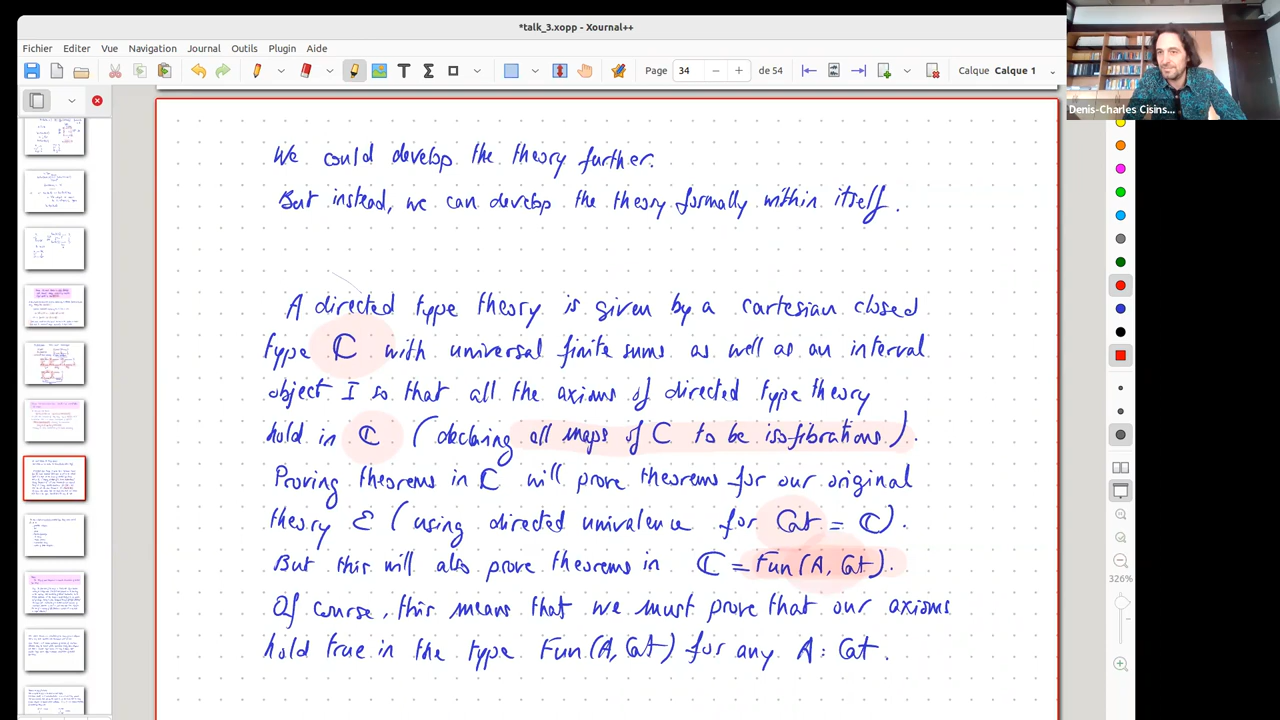 *talk_3.xopp - Xournal++
Fichier Editer Vue Navigation Journal Outils Plugin Aide
Page 34 de 54 Calque Calque 1
Denis-Charles Cisins...
We could develop the theory further.
But instead, we can develop the theory formally within itself.
A directed type theory is given by a cartesian closed
type ℂ with universal finite sums as well as an interval
object I so that all the axioms of directed type theory
hold in ℂ (declaring all maps of C to be isofibrations).
Proving theorems in ℂ will prove theorems for our original
theory ℰ (using directed univalence for Cat = ℂ).
But this will also prove theorems in ℂ = Fun(A, Cat).
Of course, this means that we must prove that our axioms
hold true in the type Fun(A, Cat) for any A : Cat.
326%